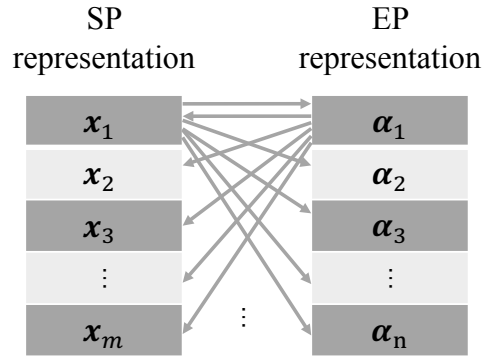 SP EP
representation representation
x₁ α₁
x₂ α₂
x₃ α₃
⋮ ⋮
xₘ ⋮ αₙ